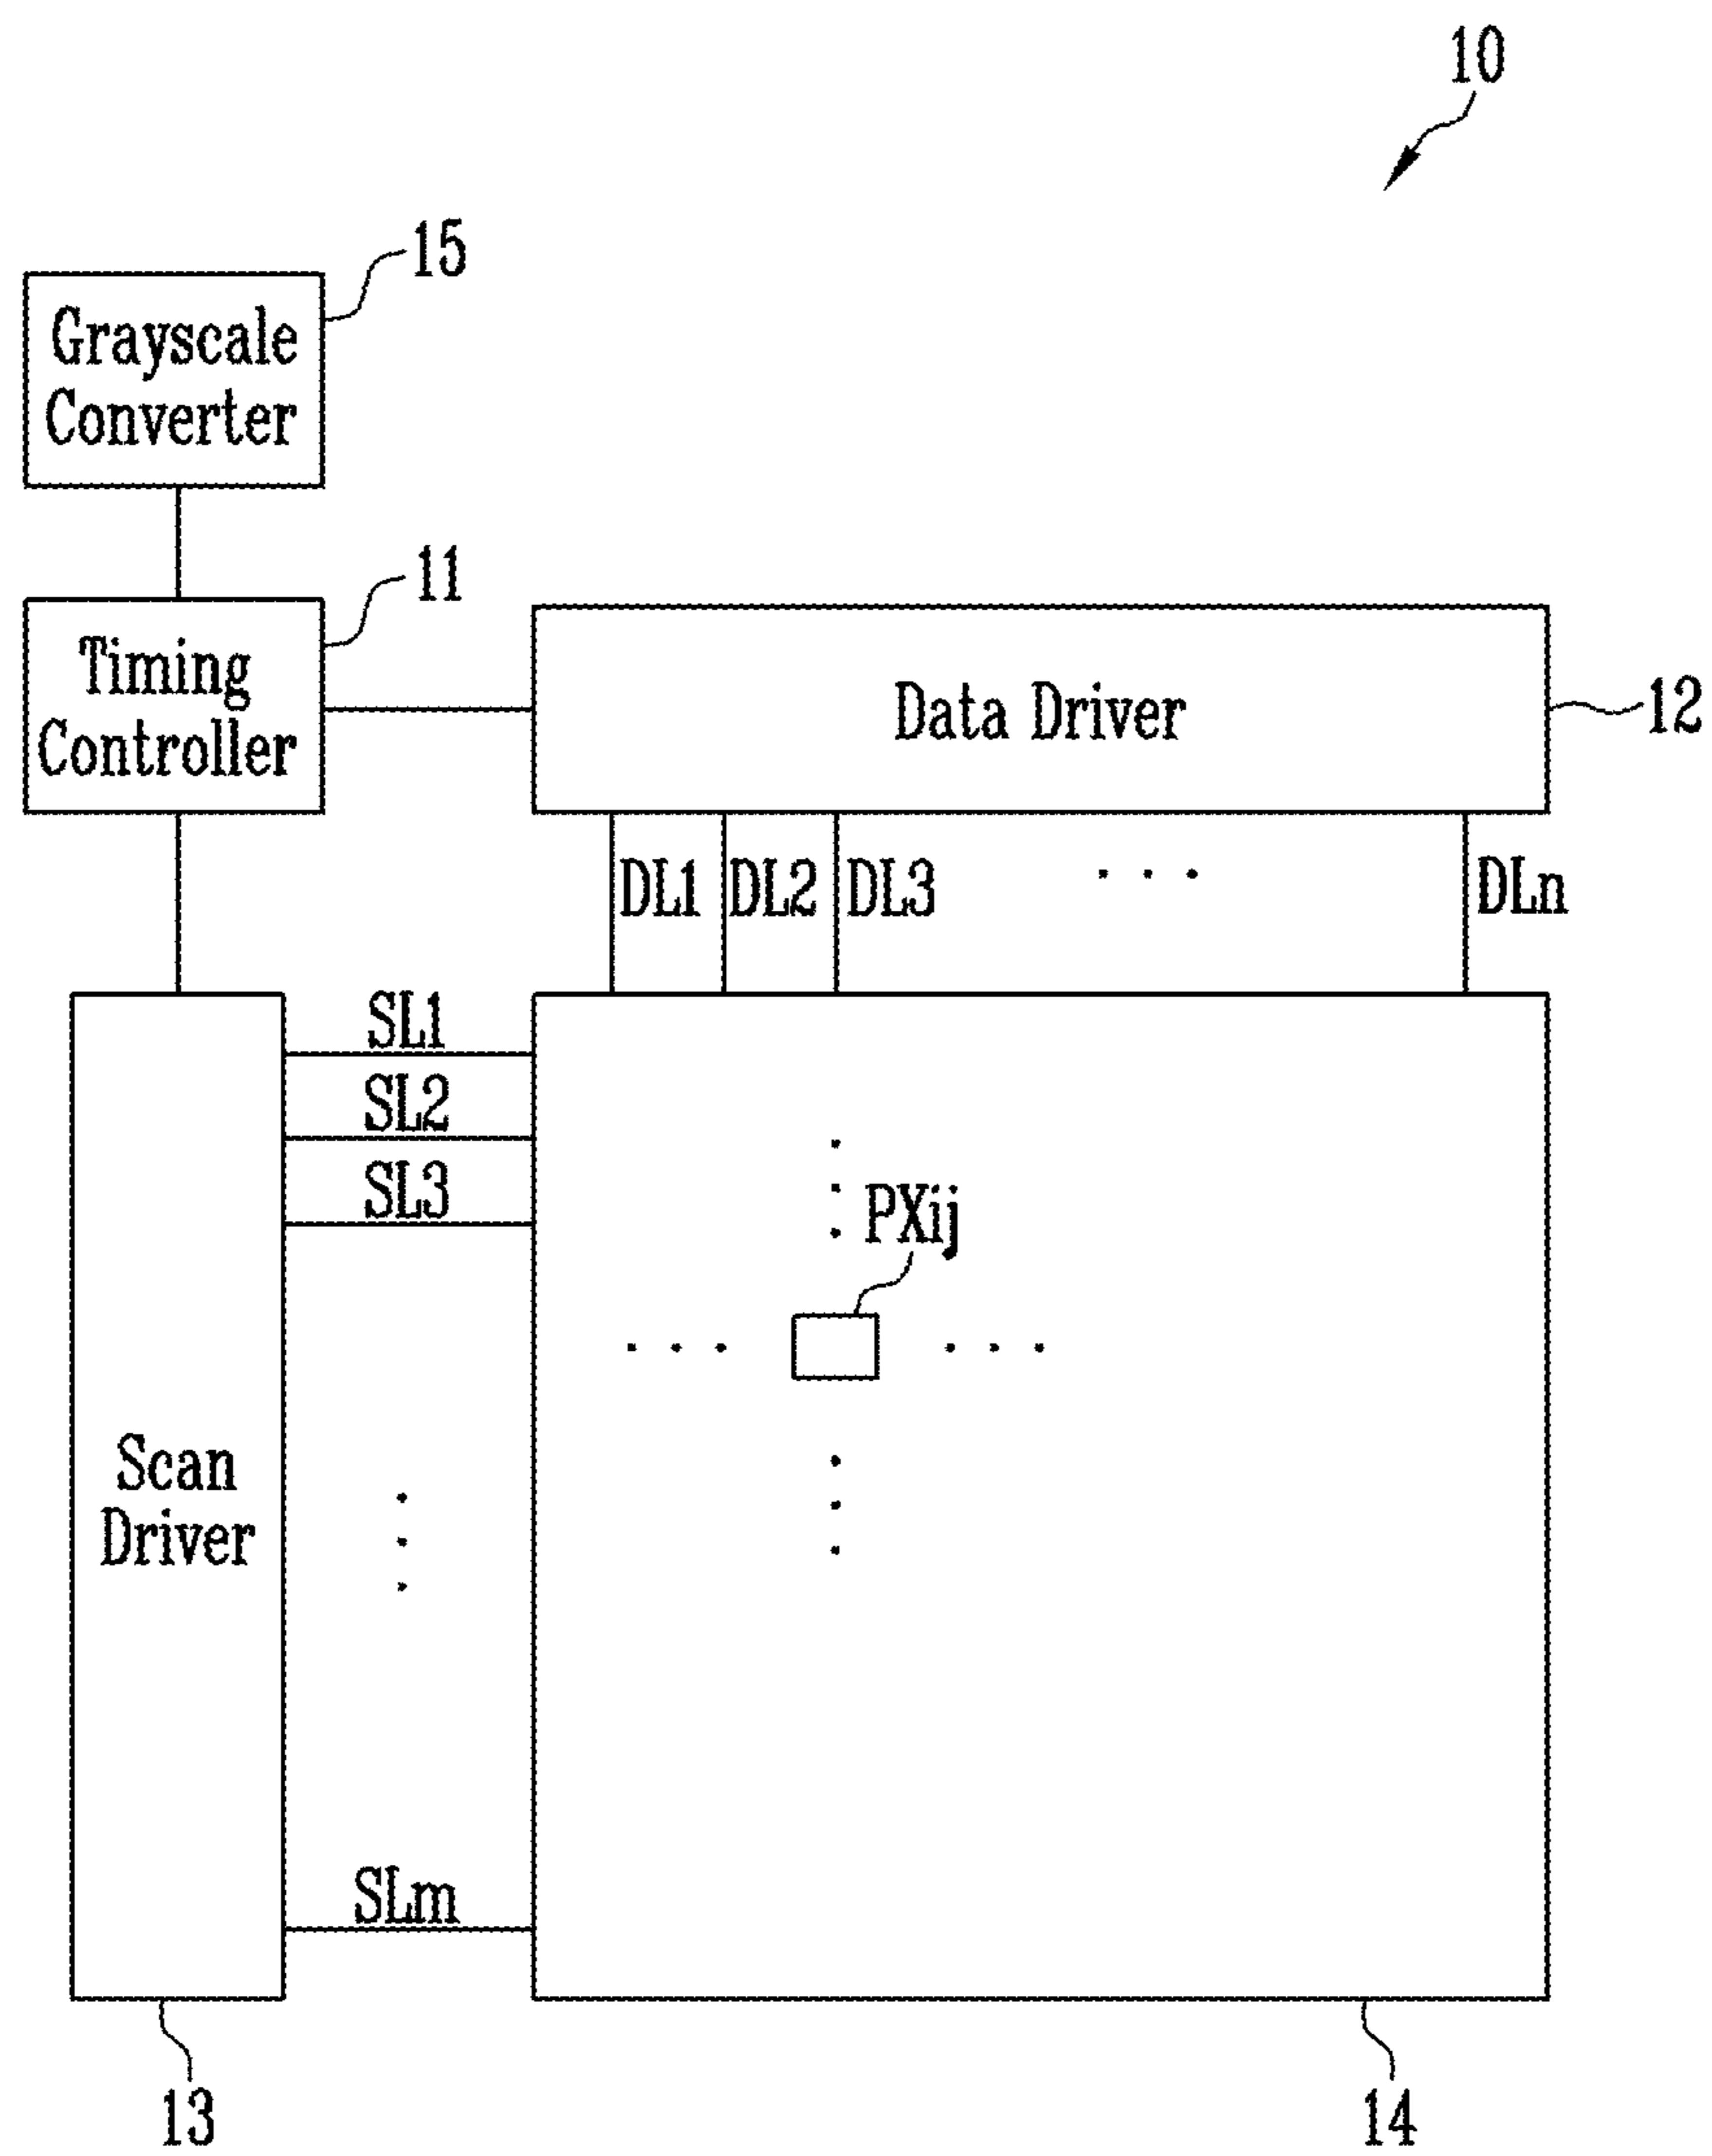 10
15
Grayscale
Converter
11
Timing
Controller
Data Driver
12
DL1
DL2
DL3
DLn
SL1
SL2
SL3
PXij
Scan
Driver
SLm
13
14